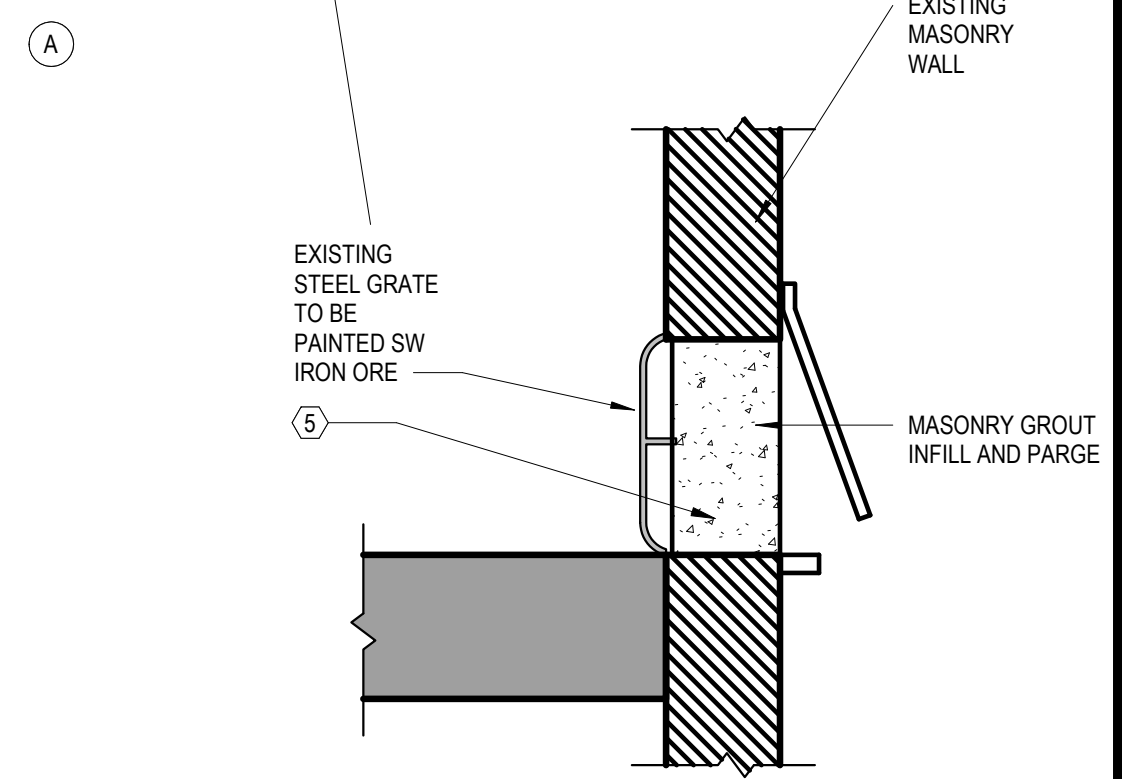 A
EXISTING
MASONRY
WALL
EXISTING
STEEL GRATE
TO BE
PAINTED SW
IRON ORE
5
MASONRY GROUT
INFILL AND PARGE